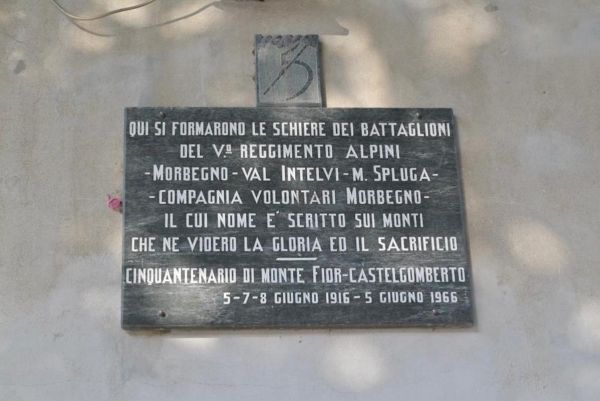 5
QUI SI FORMARONO LE SCHIERE DEI BATTAGLIONI
DEL Vº REGGIMENTO ALPINI
-MORBEGNO-VAL INTELVI-M. SPLUGA-
-COMPAGNIA VOLONTARI MORBEGNO-
IL CUI NOME E' SCRITTO SUI MONTI
CHE NE VIDERO LA GLORIA ED IL SACRIFICIO
CINQUANTENARIO DI MONTE FIOR-CASTELGOMBERTO
5-7-8 GIUGNO 1916 - 5 GIUGNO 1966